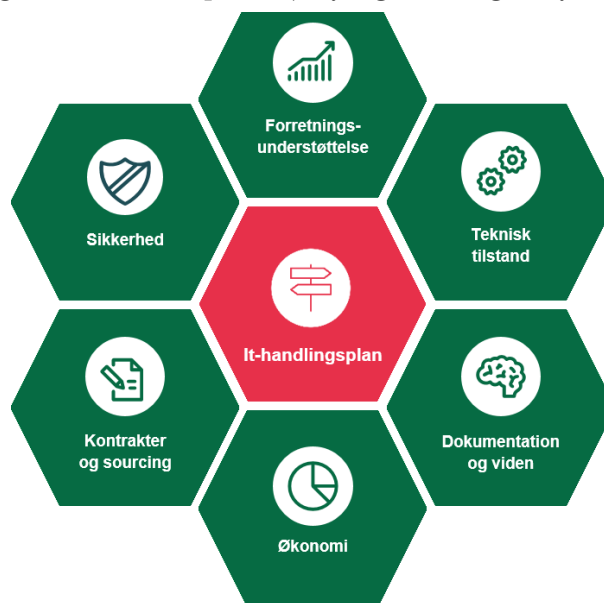 Forretnings-
understøttelse
Sikkerhed
Teknisk
tilstand
It-handlingsplan
Kontrakter
og sourcing
Dokumentation
og viden
Økonomi